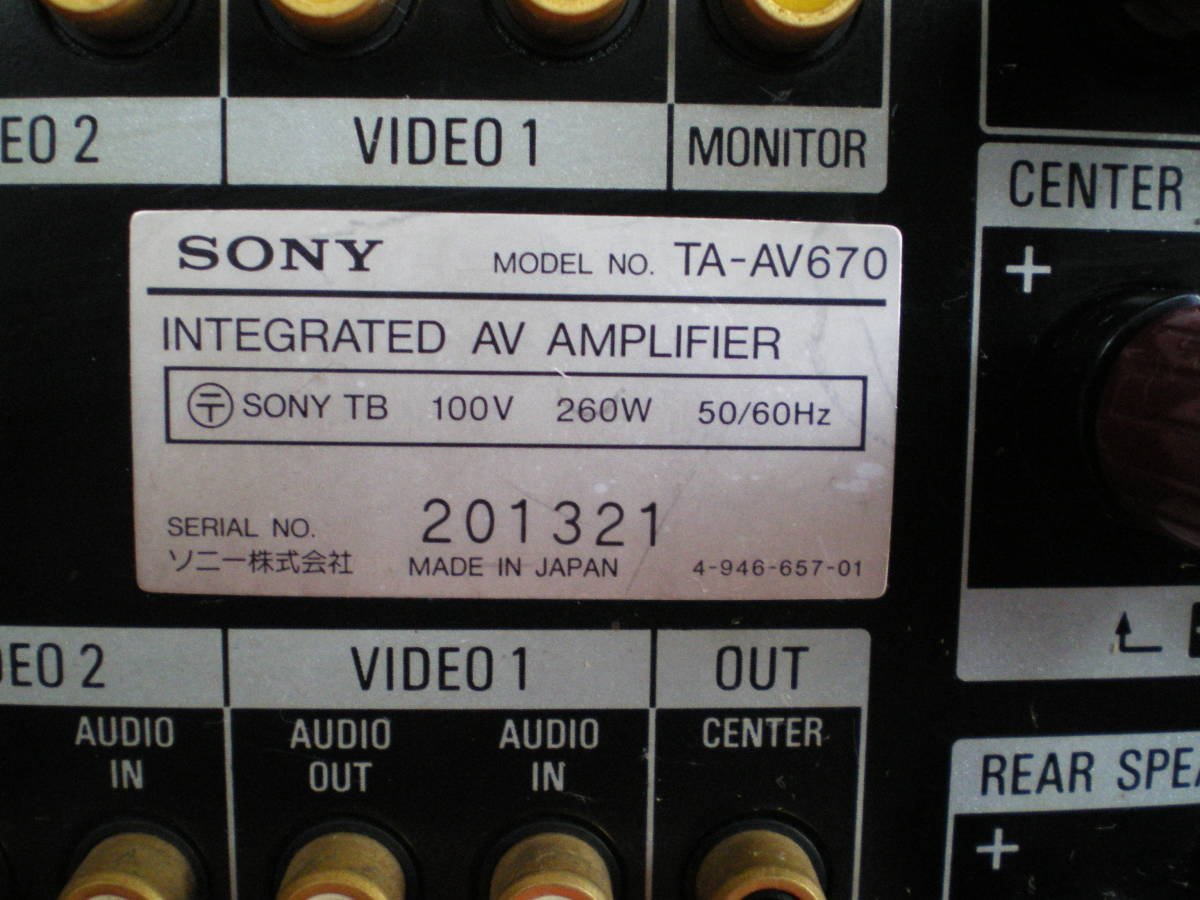 EO 2 VIDEO 1 MONITOR
CENTER
+
SONY MODEL NO. TA-AV670
INTEGRATED AV AMPLIFIER
〶 SONY TB 100V 260W 50/60Hz
SERIAL NO. 201321
ソニー株式会社 MADE IN JAPAN 4-946-657-01
EO 2 VIDEO 1 OUT
AUDIO IN
AUDIO OUT
AUDIO IN
CENTER
REAR SPEA
+